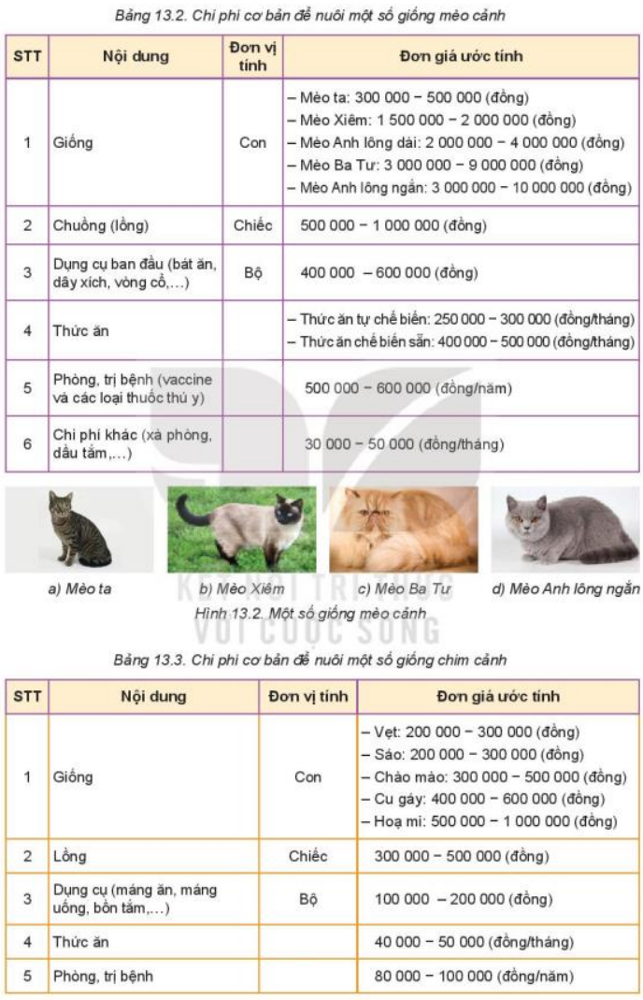 Bảng 13.2. Chi phí cơ bản để nuôi một số giống mèo cảnh
STT
Nội dung
Đơn vị
tính
Đơn giá ước tính
1
Giống
Con
– Mèo ta: 300 000 – 500 000 (đồng)
– Mèo Xiêm: 1 500 000 – 2 000 000 (đồng)
– Mèo Anh lông dài: 2 000 000 – 4 000 000 (đồng)
– Mèo Ba Tư: 3 000 000 – 9 000 000 (đồng)
– Mèo Anh lông ngắn: 3 000 000 – 10 000 000 (đồng)
2
Chuồng (lồng)
Chiếc
500 000 – 1 000 000 (đồng)
3
Dụng cụ ban đầu (bát ăn,
dây xích, vòng cổ,...)
Bộ
400 000 – 600 000 (đồng)
4
Thức ăn
– Thức ăn tự chế biến: 250 000 – 300 000 (đồng/tháng)
– Thức ăn chế biến sẵn: 400 000 – 500 000 (đồng/tháng)
5
Phòng, trị bệnh (vaccine
và các loại thuốc thú y)
500 000 – 600 000 (đồng/năm)
6
Chi phí khác (xà phòng,
dầu tắm,...)
30 000 – 50 000 (đồng/tháng)
a) Mèo ta
b) Mèo Xiêm
c) Mèo Ba Tư
d) Mèo Anh lông ngắn
KẾT NỐI TRI THỨC
Hình 13.2. Một số giống mèo cảnh
VỚI CUỘC SỐNG
Bảng 13.3. Chi phí cơ bản để nuôi một số giống chim cảnh
STT
Nội dung
Đơn vị tính
Đơn giá ước tính
1
Giống
Con
– Vẹt: 200 000 – 300 000 (đồng)
– Sáo: 200 000 – 300 000 (đồng)
– Chào mào: 300 000 – 500 000 (đồng)
– Cu gáy: 400 000 – 600 000 (đồng)
– Hoạ mi: 500 000 – 1 000 000 (đồng)
2
Lồng
Chiếc
300 000 – 500 000 (đồng)
3
Dụng cụ (máng ăn, máng
uống, bồn tắm,...)
Bộ
100 000 – 200 000 (đồng)
4
Thức ăn
40 000 – 50 000 (đồng/tháng)
5
Phòng, trị bệnh
80 000 – 100 000 (đồng/năm)